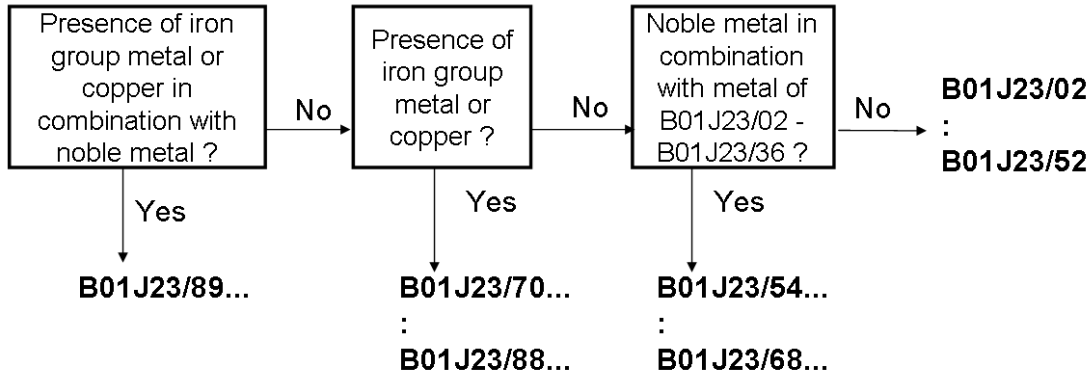 Presence of iron
group metal or
copper in
combination with
noble metal ?
No
Yes
B01J23/89...
Presence of
iron group
metal or
copper ?
No
Yes
B01J23/70...
:
B01J23/88...
Noble metal in
combination
with metal of
B01J23/02 -
B01J23/36 ?
No
Yes
B01J23/54...
:
B01J23/68...
B01J23/02
:
B01J23/52